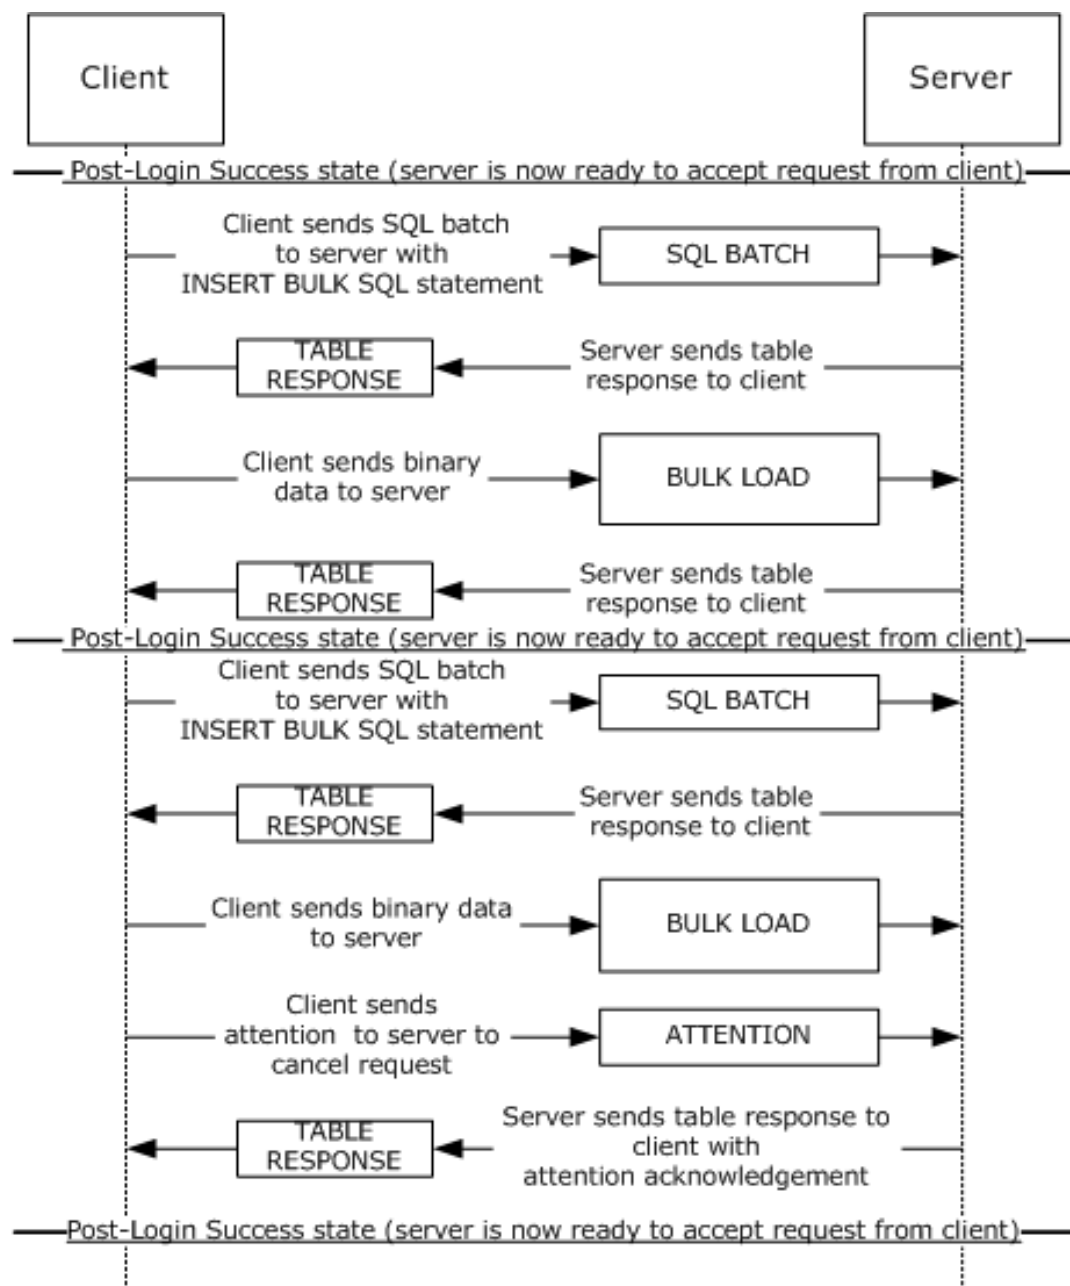 Client
Server
Post-Login Success state (server is now ready to accept request from client)
Client sends SQL batch
to server with
INSERT BULK SQL statement
SQL BATCH
TABLE
RESPONSE
Server sends table
response to client
Client sends binary
data to server
BULK LOAD
TABLE
RESPONSE
Server sends table
response to client
Post-Login Success state (server is now ready to accept request from client)
Client sends SQL batch
to server with
INSERT BULK SQL statement
SQL BATCH
TABLE
RESPONSE
Server sends table
response to client
Client sends binary data
to server
BULK LOAD
Client sends
attention to server to
cancel request
ATTENTION
TABLE
RESPONSE
Server sends table response to
client with
attention acknowledgement
Post-Login Success state (server is now ready to accept request from client)